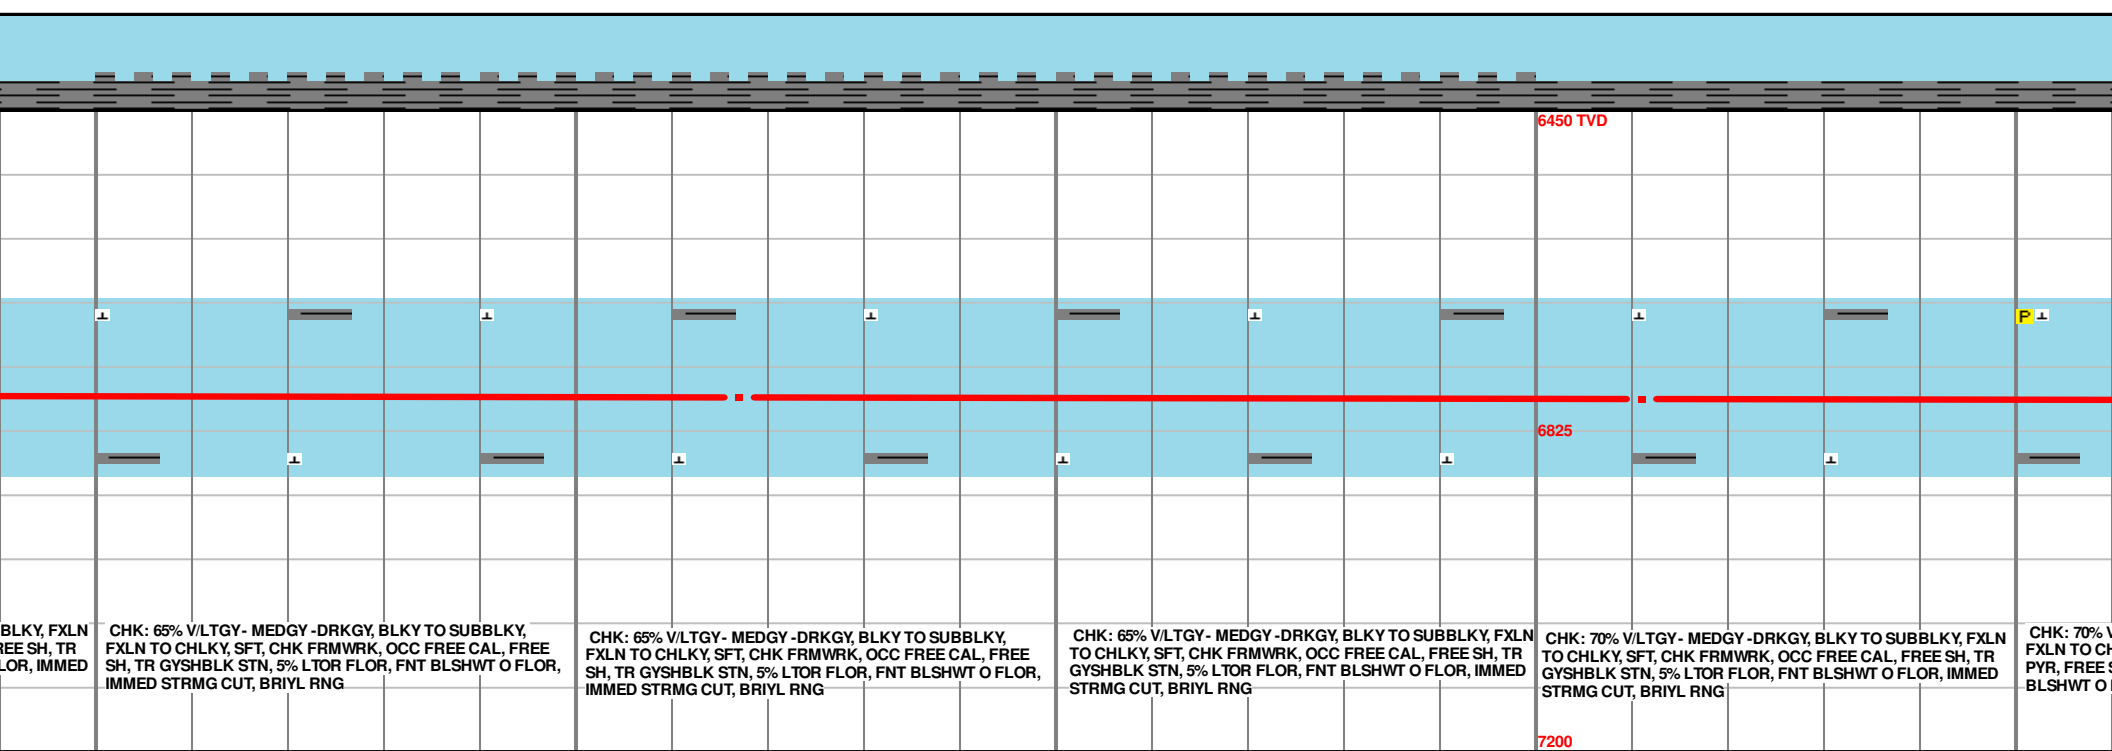 6450 TVD
P
6825
BLKY, FXLN
REE SH, TR
LOR, IMMED
CHK: 65% V/LTGY- MEDGY -DRKGY, BLKY TO SUBBLKY,
FXLN TO CHLKY, SFT, CHK FRMWRK, OCC FREE CAL, FREE
SH, TR GYSHBLK STN, 5% LTOR FLOR, FNT BLSHWT O FLOR,
IMMED STRMG CUT, BRIYL RNG
CHK: 65% V/LTGY- MEDGY -DRKGY, BLKY TO SUBBLKY,
FXLN TO CHLKY, SFT, CHK FRMWRK, OCC FREE CAL, FREE
SH, TR GYSHBLK STN, 5% LTOR FLOR, FNT BLSHWT O FLOR,
IMMED STRMG CUT, BRIYL RNG
CHK: 65% V/LTGY- MEDGY -DRKGY, BLKY TO SUBBLKY, FXLN
TO CHLKY, SFT, CHK FRMWRK, OCC FREE CAL, FREE SH, TR
GYSHBLK STN, 5% LTOR FLOR, FNT BLSHWT O FLOR, IMMED
STRMG CUT, BRIYL RNG
CHK: 70% V/LTGY- MEDGY -DRKGY, BLKY TO SUBBLKY, FXLN
TO CHLKY, SFT, CHK FRMWRK, OCC FREE CAL, FREE SH, TR
GYSHBLK STN, 5% LTOR FLOR, FNT BLSHWT O FLOR, IMMED
STRMG CUT, BRIYL RNG
CHK: 70% V
FXLN TO CH
PYR, FREE S
BLSHWT O
7200